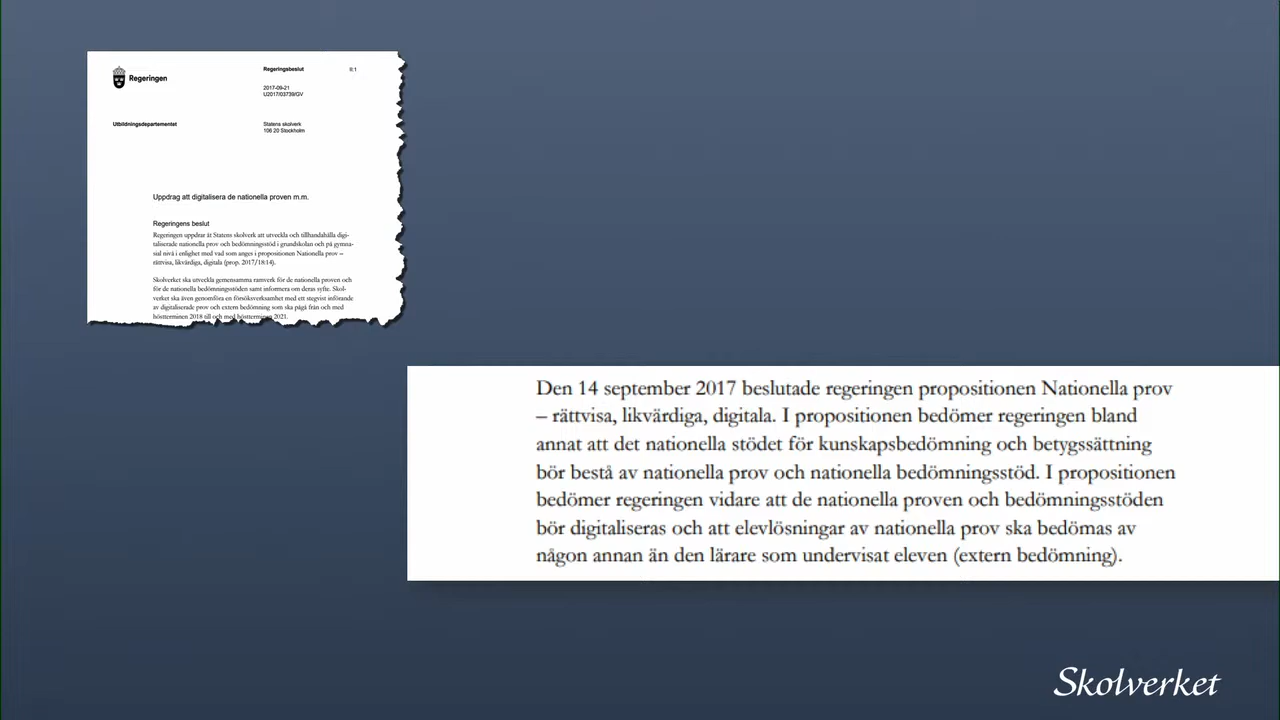 Regeringen
Regeringsbeslut II:1
2017-09-21
U2017/03739/GV
Utbildningsdepartementet
Statens skolverk
106 20 Stockholm
Uppdrag att digitalisera de nationella proven m.m.
Regeringens beslut
Regeringen uppdrar åt Statens skolverk att utveckla och tillhandahålla digi-
taliserade nationella prov och bedömningsstöd i grundskolan och på gymna-
sial nivå i enlighet med vad som anges i propositionen Nationella prov –
rättvisa, likvärdiga, digitala (prop. 2017/18:14).
Skolverket ska utveckla gemensamma ramverk för de nationella proven och
för de nationella bedömningsstöden samt informera om deras syfte. Skol-
verket ska även genomföra en försöksverksamhet med ett stegvist införande
av digitaliserade prov och extern bedömning som ska pågå från och med
höstterminen 2018 till och med höstterminen 2021.
Den 14 september 2017 beslutade regeringen propositionen Nationella prov
– rättvisa, likvärdiga, digitala. I propositionen bedömer regeringen bland
annat att det nationella stödet för kunskapsbedömning och betygssättning
bör bestå av nationella prov och nationella bedömningsstöd. I propositionen
bedömer regeringen vidare att de nationella proven och bedömningsstöden
bör digitaliseras och att elevlösningar av nationella prov ska bedömas av
någon annan än den lärare som undervisat eleven (extern bedömning).
Skolverket